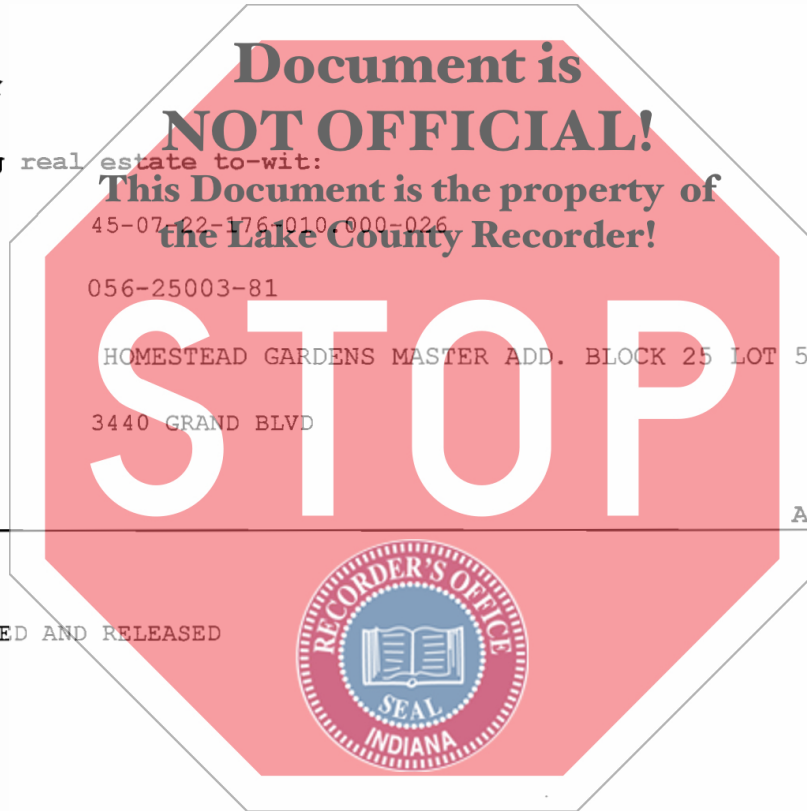 Document is
NOT OFFICIAL!
real estate to-wit:
This Document is the property of
45-07-22-176-010.000-026
the Lake County Recorder!
056-25003-81
STOP
HOMESTEAD GARDENS MASTER ADD. BLOCK 25 LOT 5
3440 GRAND BLVD
A
ED AND RELEASED
RECORDER'S OFFICE
SEAL
INDIANA